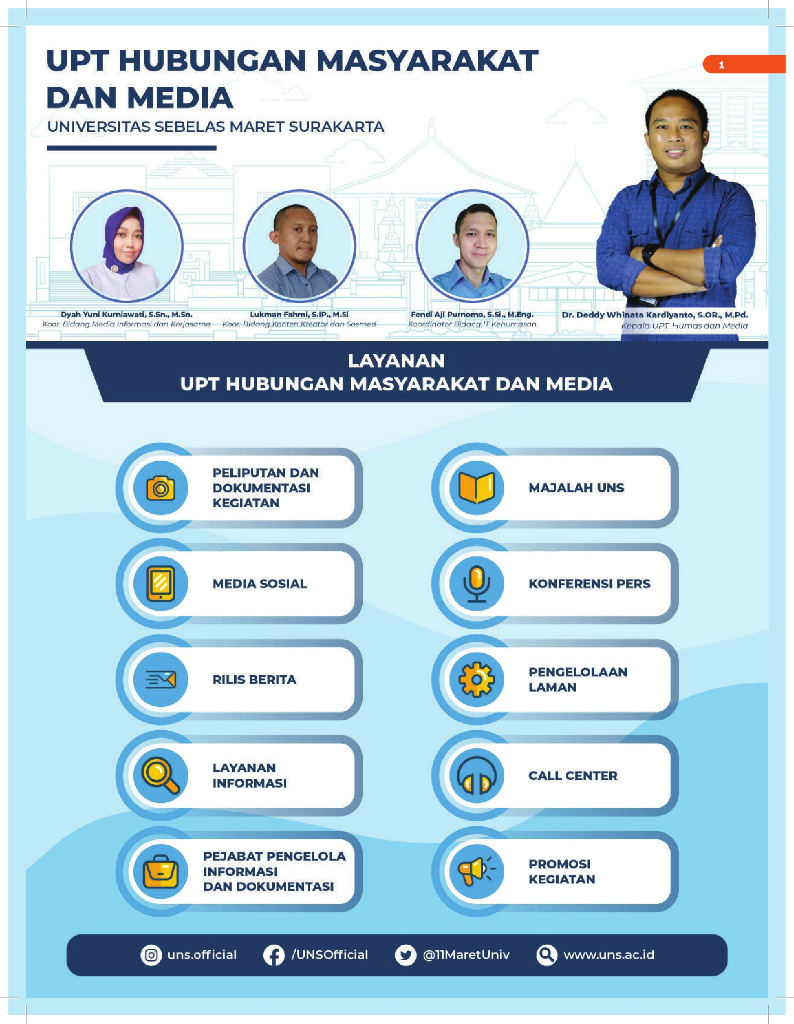 UPT HUBUNGAN MASYARAKAT
DAN MEDIA
UNIVERSITAS SEBELAS MARET SURAKARTA
1
Dyah Yuni Kurniawati, S.Sn., M.Sn.
Koor. Bidang Media Informasi dan Kerjasama
Lukman Fahmi, S.IP., M.Si
Koor. Bidang Konten Kreator dan Sosmed
Fendi Aji Purnomo, S.Si., M.Eng.
Koordinator Bidang IT Kehumasan
Dr. Deddy Whinata Kardiyanto, S.OR., M.Pd.
Kepala UPT. Humas dan Media
LAYANAN
UPT HUBUNGAN MASYARAKAT DAN MEDIA
PELIPUTAN DAN
DOKUMENTASI
KEGIATAN
MAJALAH UNS
MEDIA SOSIAL
KONFERENSI PERS
RILIS BERITA
PENGELOLAAN
LAMAN
LAYANAN
INFORMASI
CALL CENTER
PEJABAT PENGELOLA
INFORMASI
DAN DOKUMENTASI
PROMOSI
KEGIATAN
uns.official
/UNSOfficial
@11MaretUniv
www.uns.ac.id